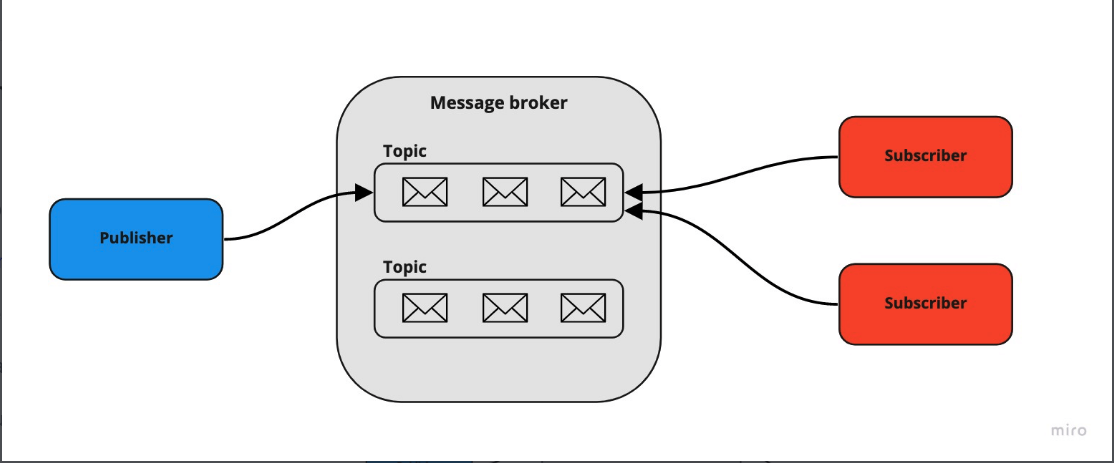 Message broker
Topic
Publisher
Topic
Subscriber
Subscriber
miro